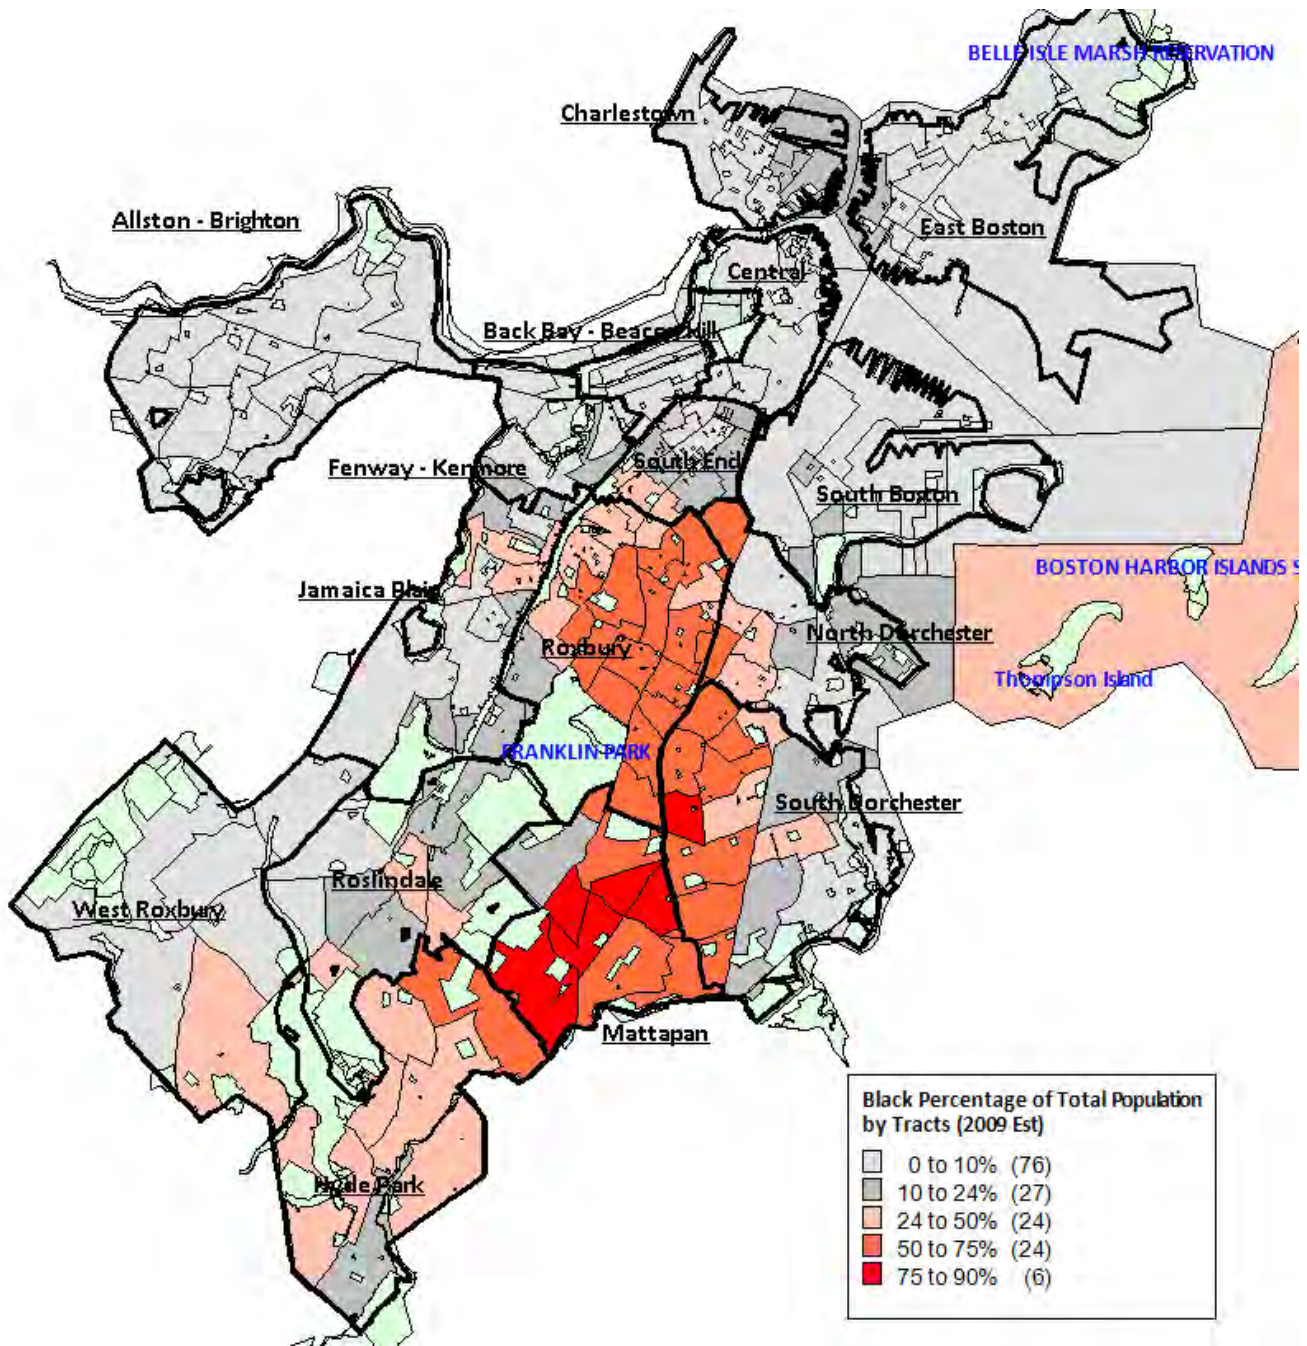 BELLE ISLE MARSH RESERVATION
Charlestown
Allston - Brighton
East Boston
Central
Back Bay - Beacon Hill
Fenway - Kenmore
South End
South Boston
BOSTON HARBOR ISLANDS S
Jamaica Plain
North Dorchester
Roxbury
Thompson Island
FRANKLIN PARK
South Dorchester
Roslindale
West Roxbury
Mattapan
Hyde Park
Black Percentage of Total Population
by Tracts (2009 Est)
0 to 10% (76)
10 to 24% (27)
24 to 50% (24)
50 to 75% (24)
75 to 90% (6)